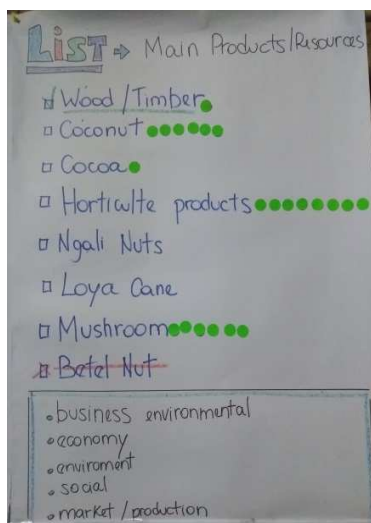 LiST ⇒ Main Products/Resources
Wood/Timber
Coconut
Cocoa
Horticulte products
Ngali Nuts
Loya Cane
Mushroom
Betel Nut
• business environmental
• economy
• enviroment
• social
• market/production